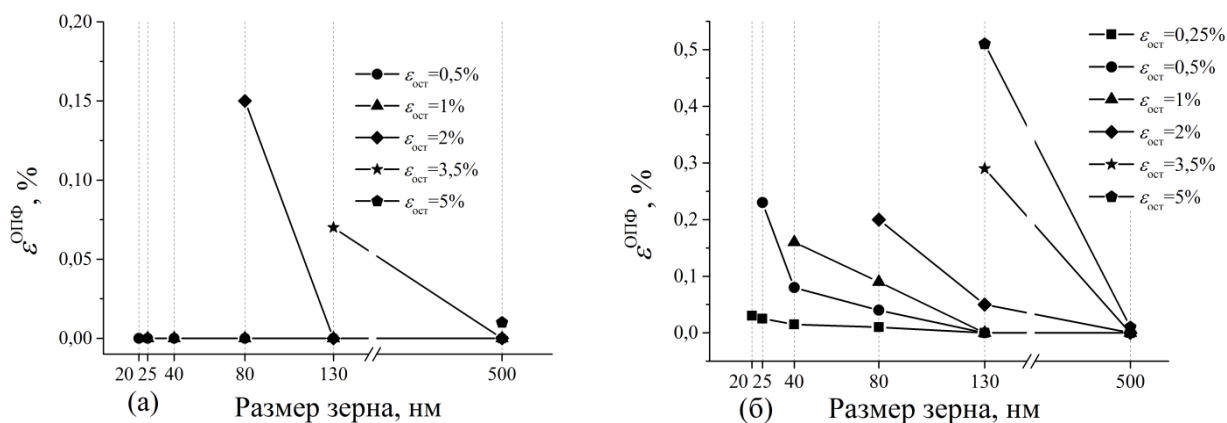 0,20
0,15
0,10
0,05
0,00
ε^ОПФ, %
ε_ост=0,5%
ε_ост=1%
ε_ост=2%
ε_ост=3,5%
ε_ост=5%
20 25 40 80 130 500
(а) Размер зерна, нм
0,5
0,4
0,3
0,2
0,1
0,0
ε^ОПФ, %
ε_ост=0,25%
ε_ост=0,5%
ε_ост=1%
ε_ост=2%
ε_ост=3,5%
ε_ост=5%
20 25 40 80 130 500
(б) Размер зерна, нм